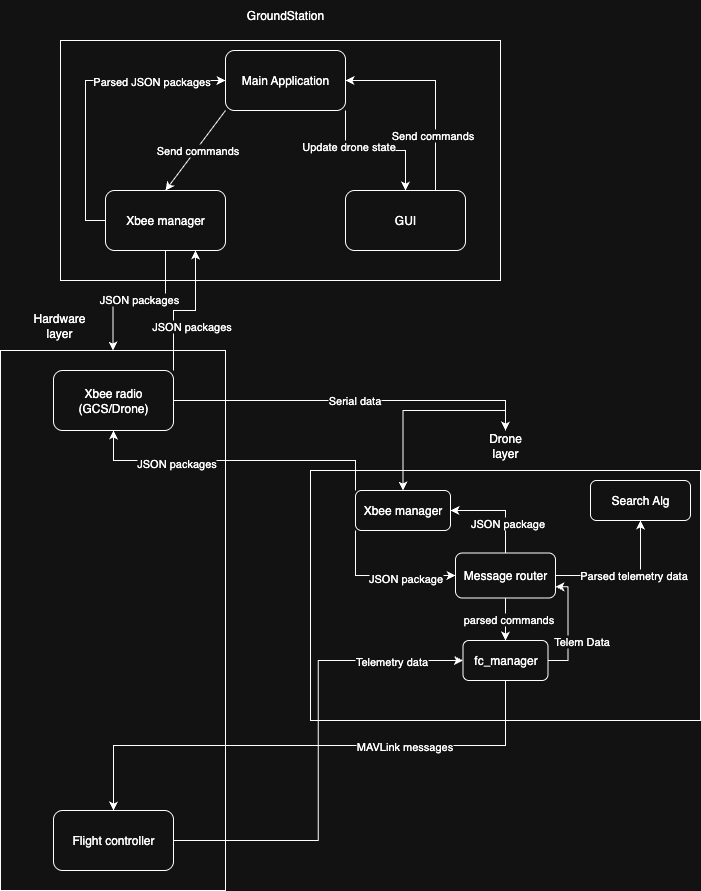 GroundStation
Main Application
Parsed JSON packages
Send commands
Update drone state
Send commands
Xbee manager
GUI
JSON packages
JSON packages
Hardware
layer
Xbee radio
(GCS/Drone)
Serial data
Drone
layer
JSON packages
Xbee manager
Search Alg
JSON package
JSON package
Message router
Parsed telemetry data
parsed commands
Telem Data
Telemetry data
fc_manager
MAVLink messages
Flight controller